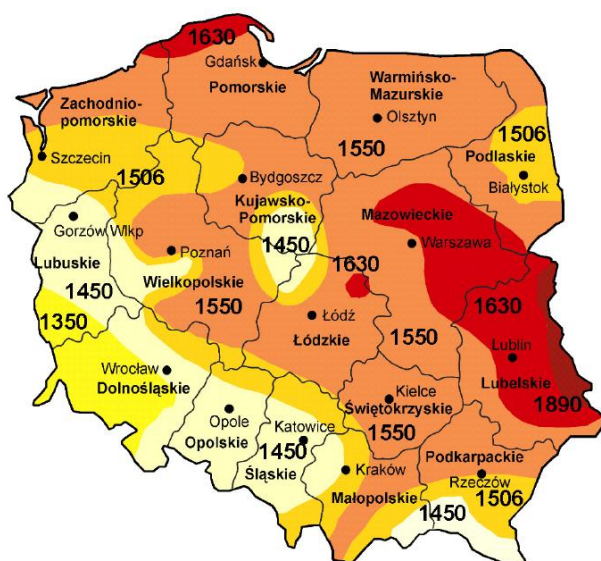 1630
Gdańsk
Pomorskie
Warmińsko-
Mazurskie
Olsztyn
1550
Zachodnio-
pomorskie
Szczecin
1506
Bydgoszcz
Kujawsko-
Pomorskie
1450
1506
Podlaskie
Białystok
Gorzów Wlkp
Lubuskie
1450
1350
Poznań
Wielkopolskie
1550
Mazowieckie
Warszawa
1630
1630
Łódź
Łódzkie
1550
Lublin
Lubelskie
1890
Wrocław
Dolnośląskie
Opole
Opolskie
Katowice
1450
Śląskie
Kielce
Świętokrzyskie
1550
Kraków
Małopolskie
Podkarpackie
Rzeczów
1506
1450